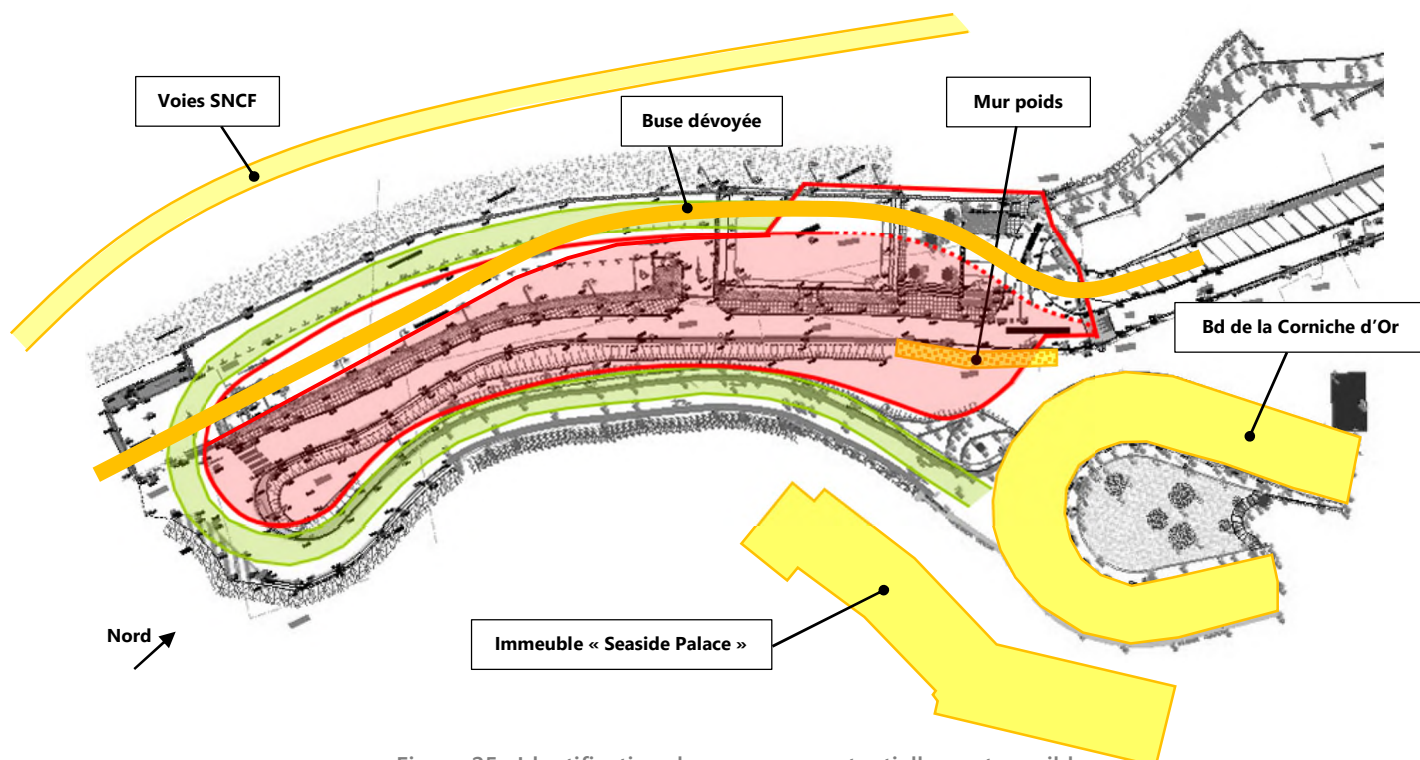 Voies SNCF
Buse dévoyée
Mur poids
Bd de la Corniche d'Or
Nord
Immeuble « Seaside Palace »